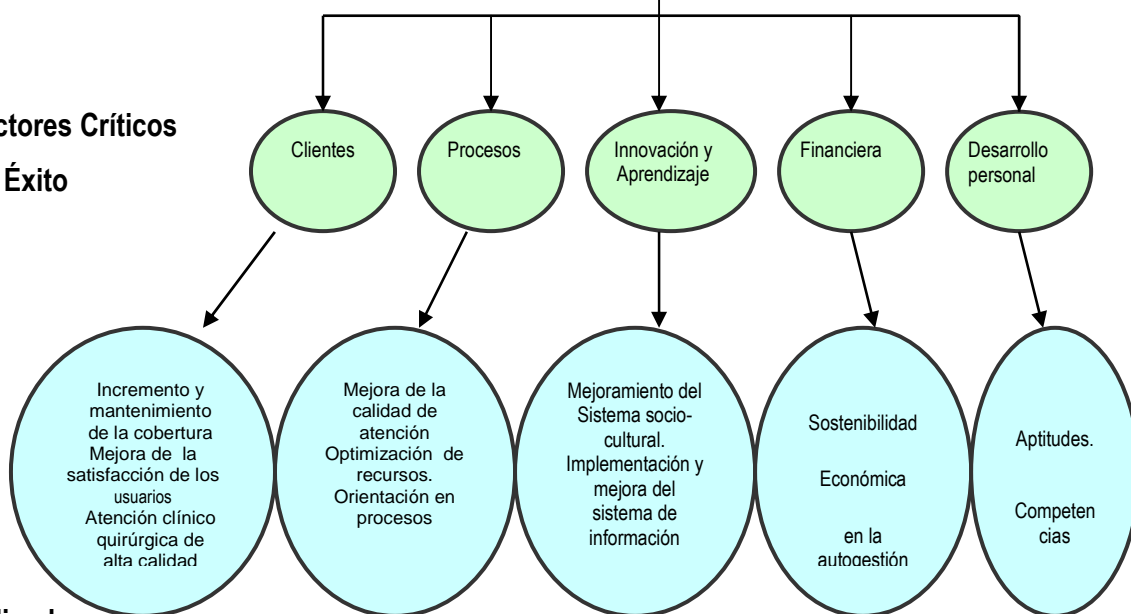 ctores Críticos
Éxito
Clientes
Procesos
Innovación y
Aprendizaje
Financiera
Desarrollo
personal
Incremento y
mantenimiento
de la cobertura
Mejora de la
satisfacción de los
usuarios
Atención clínico
quirúrgica de
alta calidad
Mejora de la
calidad de
atención
Optimización de
recursos.
Orientación en
procesos
Mejoramiento del
Sistema socio-
cultural.
Implementación y
mejora del
sistema de
información
Sostenibilidad
Económica
en la
autogestión
Aptitudes.
Competen
cias